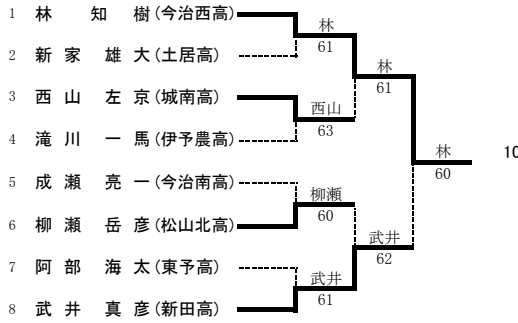 1 林 知 樹 (今治西高)
林
61
2 新 家 雄 大 (土居高)
林
61
3 西 山 左 京 (城南高)
西山
63
4 滝 川 一 馬 (伊予農高)
林
60
10
5 成 瀬 亮 一 (今治南高)
柳瀬
60
6 柳 瀬 岳 彦 (松山北高)
武井
62
7 阿 部 海 太 (東予高)
武井
61
8 武 井 真 彦 (新田高)